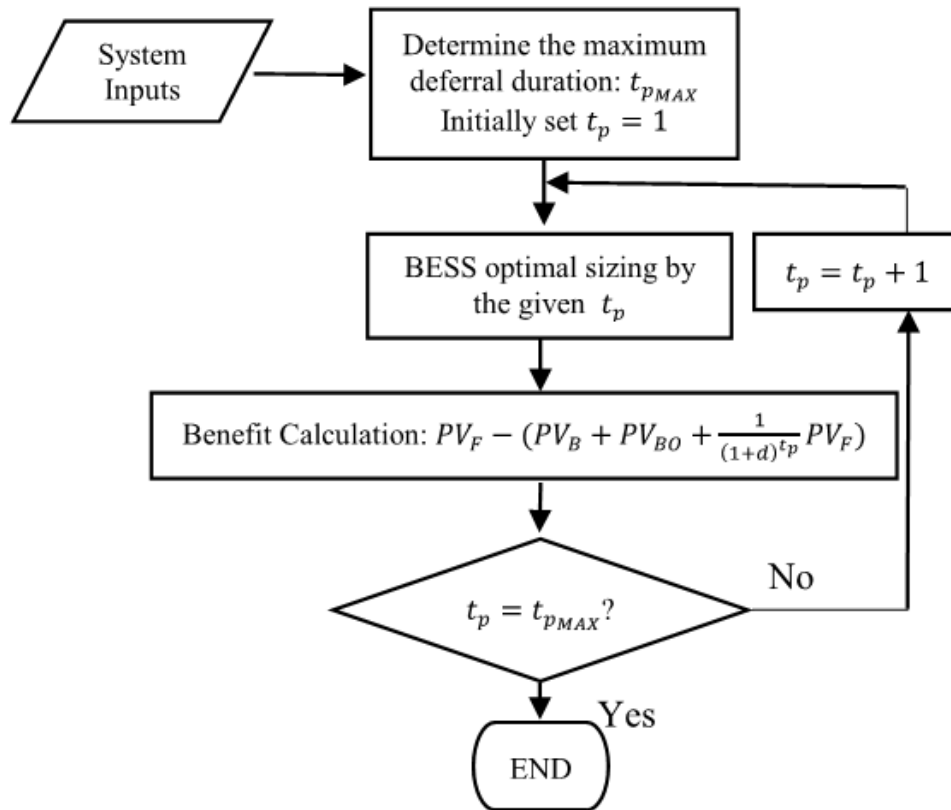 System
Inputs
Determine the maximum
deferral duration: $t_{p_{MAX}}$
Initially set $t_p = 1$
BESS optimal sizing by
the given $t_p$
$t_p = t_p + 1$
Benefit Calculation: $PV_F - (PV_B + PV_{BO} + \frac{1}{(1+d)^{t_p}} PV_F)$
$t_p = t_{p_{MAX}}$?
No
Yes
END